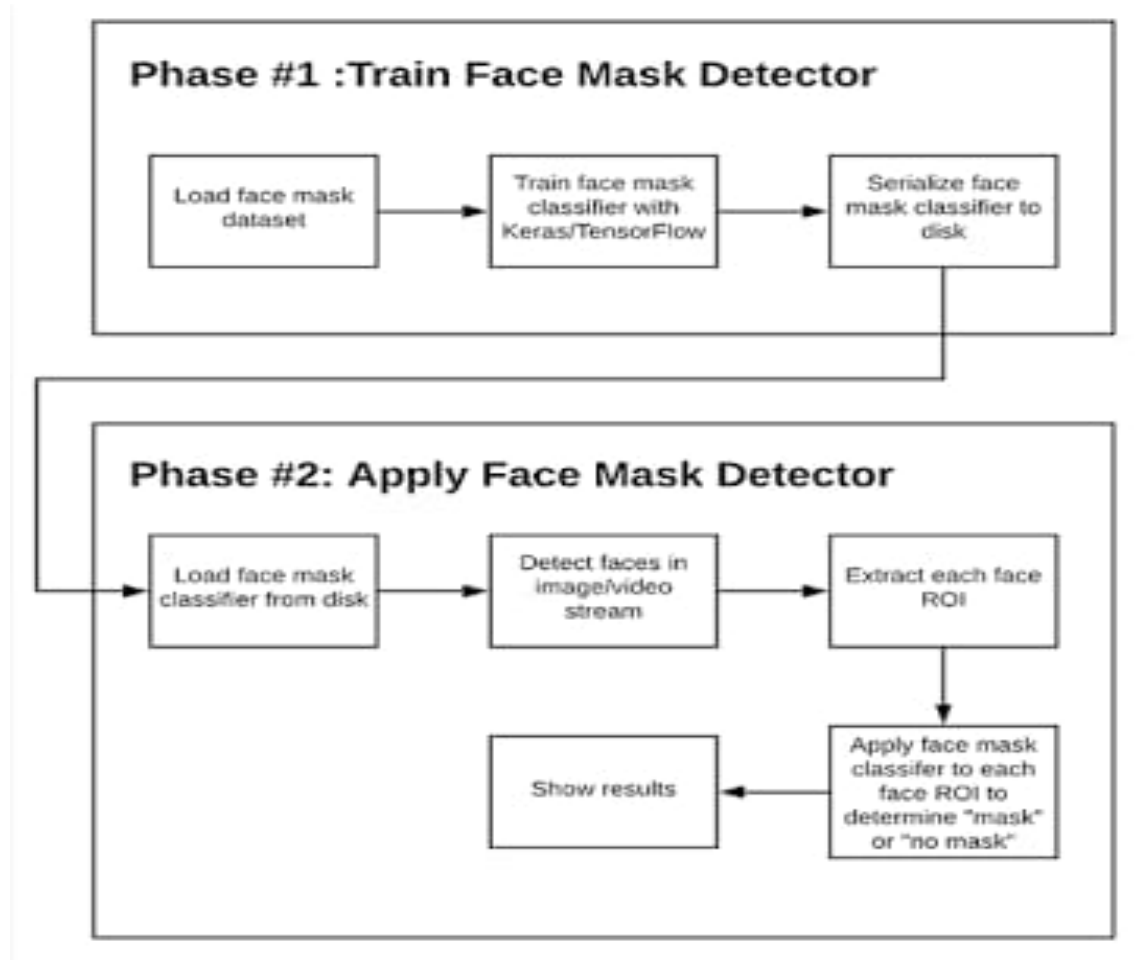 Phase #1 :Train Face Mask Detector
Load face mask
dataset
Train face mask
classifier with
Keras/TensorFlow
Serialize face
mask classifier to
disk
Phase #2: Apply Face Mask Detector
Load face mask
classifier from disk
Detect faces in
image/video
stream
Extract each face
ROI
Apply face mask
classifer to each
face ROI to
determine "mask"
or "no mask"
Show results